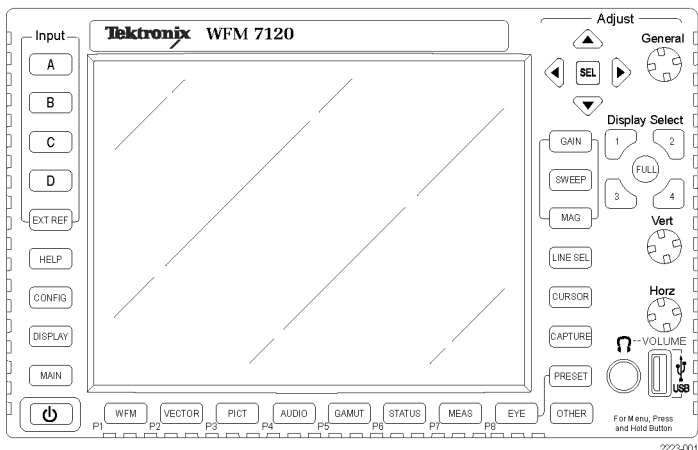 Tektronix WFM 7120
Input
A
B
C
D
EXT REF
HELP
CONFIG
DISPLAY
MAIN
WFM
VECTOR
PICT
AUDIO
GAMUT
STATUS
MEAS
EYE
OTHER
P1 P2 P3 P4 P5 P6 P7 P8
GAIN
SWEEP
MAG
LINE SEL
CURSOR
CAPTURE
PRESET
Adjust
SEL
General
Display Select
1 2
FULL
3 4
Vert
Horz
VOLUME
USB
For Menu, Press
and Hold Button
2223-001